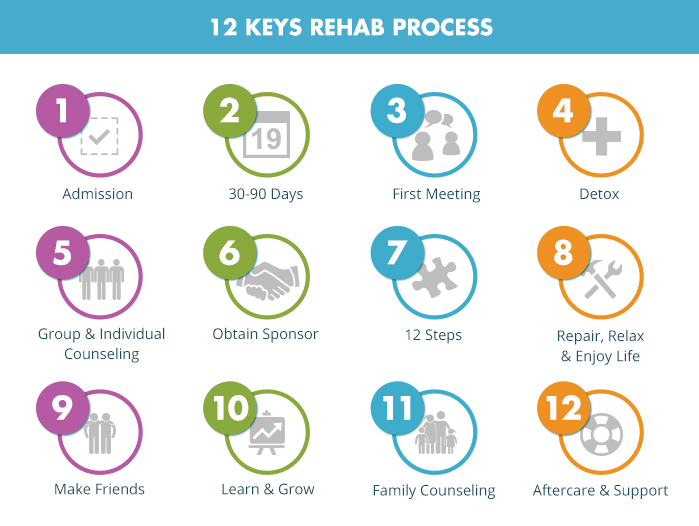 12 KEYS REHAB PROCESS
1
Admission
2
19
30-90 Days
3
First Meeting
4
Detox
5
Group & Individual
Counseling
6
Obtain Sponsor
7
12 Steps
8
Repair, Relax
& Enjoy Life
9
Make Friends
10
Learn & Grow
11
Family Counseling
12
Aftercare & Support